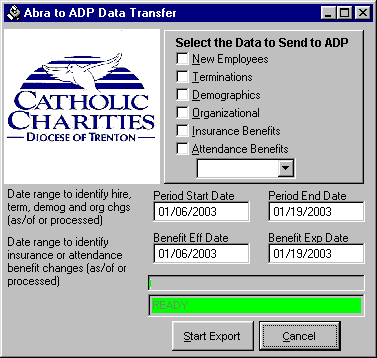 Abra to ADP Data Transfer
CATHOLIC
CHARITIES
DIOCESE OF TRENTON
Select the Data to Send to ADP
New Employees
Terminations
Demographics
Organizational
Insurance Benefits
Attendance Benefits
Date range to identify hire,
term, demog and org chgs
(as/of or processed)
Period Start Date
Period End Date
01/06/2003
01/19/2003
Date range to identify
insurance or attendance
benefit changes (as/of or
processed)
Benefit Eff Date
Benefit Exp Date
01/06/2003
01/19/2003
READY
Start Export
Cancel